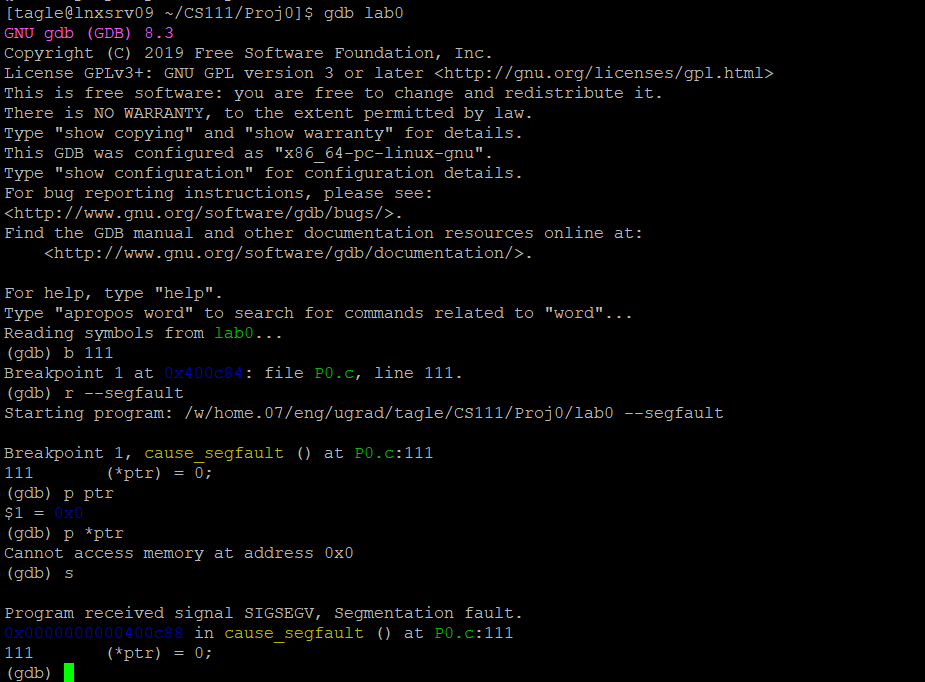 [tagle@lnxsrv09 ~/CS111/Proj0]$ gdb lab0
GNU gdb (GDB) 8.3
Copyright (C) 2019 Free Software Foundation, Inc.
License GPLv3+: GNU GPL version 3 or later <http://gnu.org/licenses/gpl.html>
This is free software: you are free to change and redistribute it.
There is NO WARRANTY, to the extent permitted by law.
Type "show copying" and "show warranty" for details.
This GDB was configured as "x86_64-pc-linux-gnu".
Type "show configuration" for configuration details.
For bug reporting instructions, please see:
<http://www.gnu.org/software/gdb/bugs/>.
Find the GDB manual and other documentation resources online at:
    <http://www.gnu.org/software/gdb/documentation/>.

For help, type "help".
Type "apropos word" to search for commands related to "word"...
Reading symbols from lab0...
(gdb) b 111
Breakpoint 1 at 0x400c84: file P0.c, line 111.
(gdb) r --segfault
Starting program: /w/home.07/eng/ugrad/tagle/CS111/Proj0/lab0 --segfault

Breakpoint 1, cause_segfault () at P0.c:111
111       (*ptr) = 0;
(gdb) p ptr
$1 = 0x0
(gdb) p *ptr
Cannot access memory at address 0x0
(gdb) s

Program received signal SIGSEGV, Segmentation fault.
0x0000000000400c88 in cause_segfault () at P0.c:111
111       (*ptr) = 0;
(gdb)